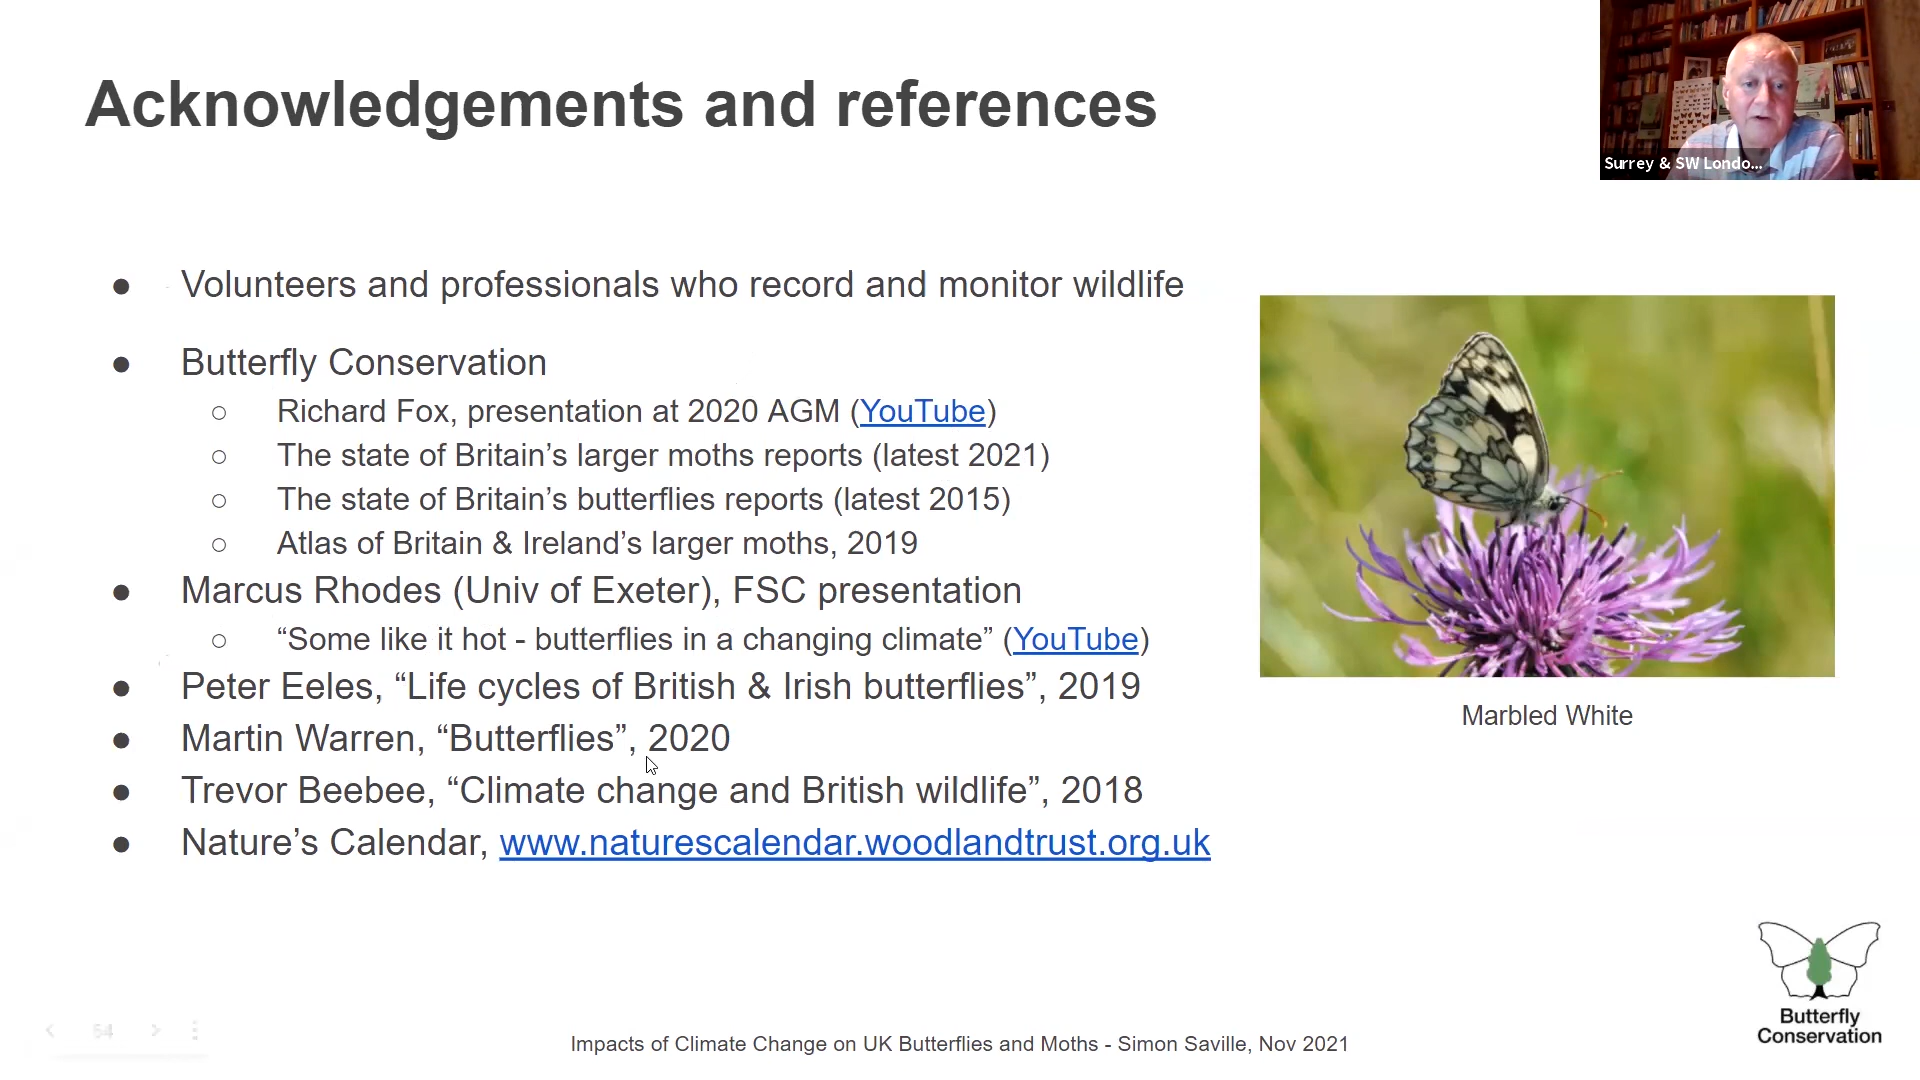 Acknowledgements and references
Surrey & SW Londo...
● Volunteers and professionals who record and monitor wildlife
● Butterfly Conservation
○ Richard Fox, presentation at 2020 AGM (YouTube)
○ The state of Britain’s larger moths reports (latest 2021)
○ The state of Britain’s butterflies reports (latest 2015)
○ Atlas of Britain & Ireland’s larger moths, 2019
● Marcus Rhodes (Univ of Exeter), FSC presentation
○ “Some like it hot - butterflies in a changing climate” (YouTube)
● Peter Eeles, “Life cycles of British & Irish butterflies”, 2019
● Martin Warren, “Butterflies”, 2020
● Trevor Beebee, “Climate change and British wildlife”, 2018
● Nature’s Calendar, www.naturescalendar.woodlandtrust.org.uk
Marbled White
Butterfly
Conservation
54
Impacts of Climate Change on UK Butterflies and Moths - Simon Saville, Nov 2021